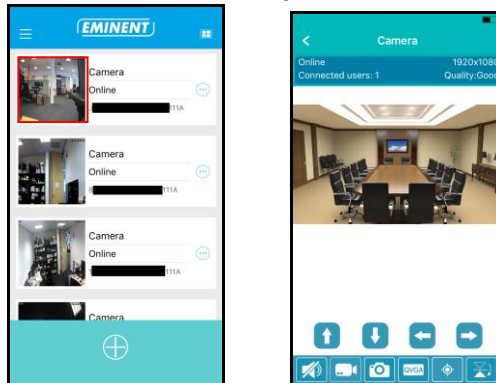 EMINENT
Camera
Online
111A
Camera
Online
111A
Camera
Online
111A
Camera
Camera
Online
1920x1080
Connected users: 1
Quality:Good
QVGA